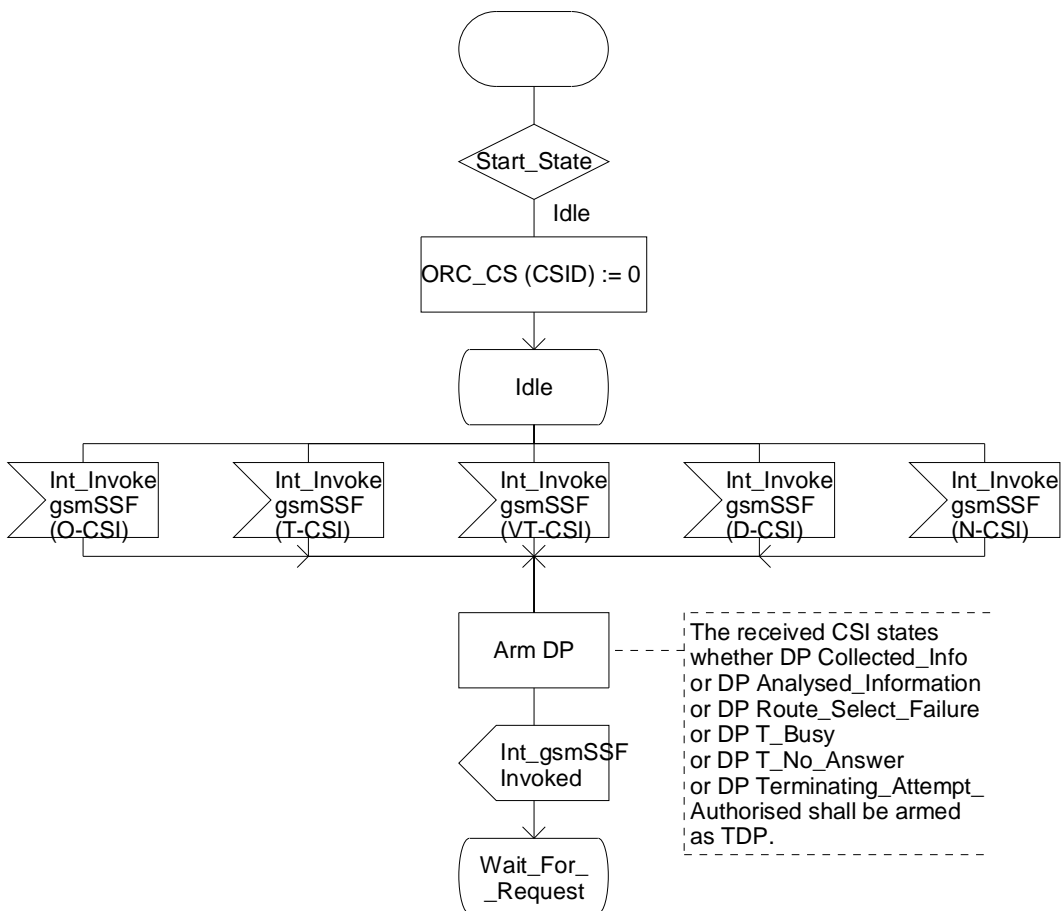 Start_State
Idle
ORC_CS (CSID) := 0
Idle
Int_Invoke
gsmSSF
(O-CSI)
Int_Invoke
gsmSSF
(T-CSI)
Int_Invoke
gsmSSF
(VT-CSI)
Int_Invoke
gsmSSF
(D-CSI)
Int_Invoke
gsmSSF
(N-CSI)
Arm DP
The received CSI states
whether DP Collected_Info
or DP Analysed_Information
or DP Route_Select_Failure
or DP T_Busy
or DP T_No_Answer
or DP Terminating_Attempt_
Authorised shall be armed
as TDP.
Int_gsmSSF
Invoked
Wait_For_
_Request